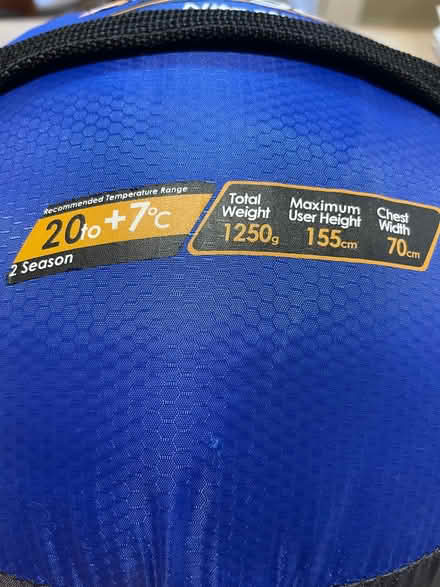 Recommended Temperature Range
20to +7°C
2 Season
Total Weight
1250g
Maximum User Height
155cm
Chest Width
70cm